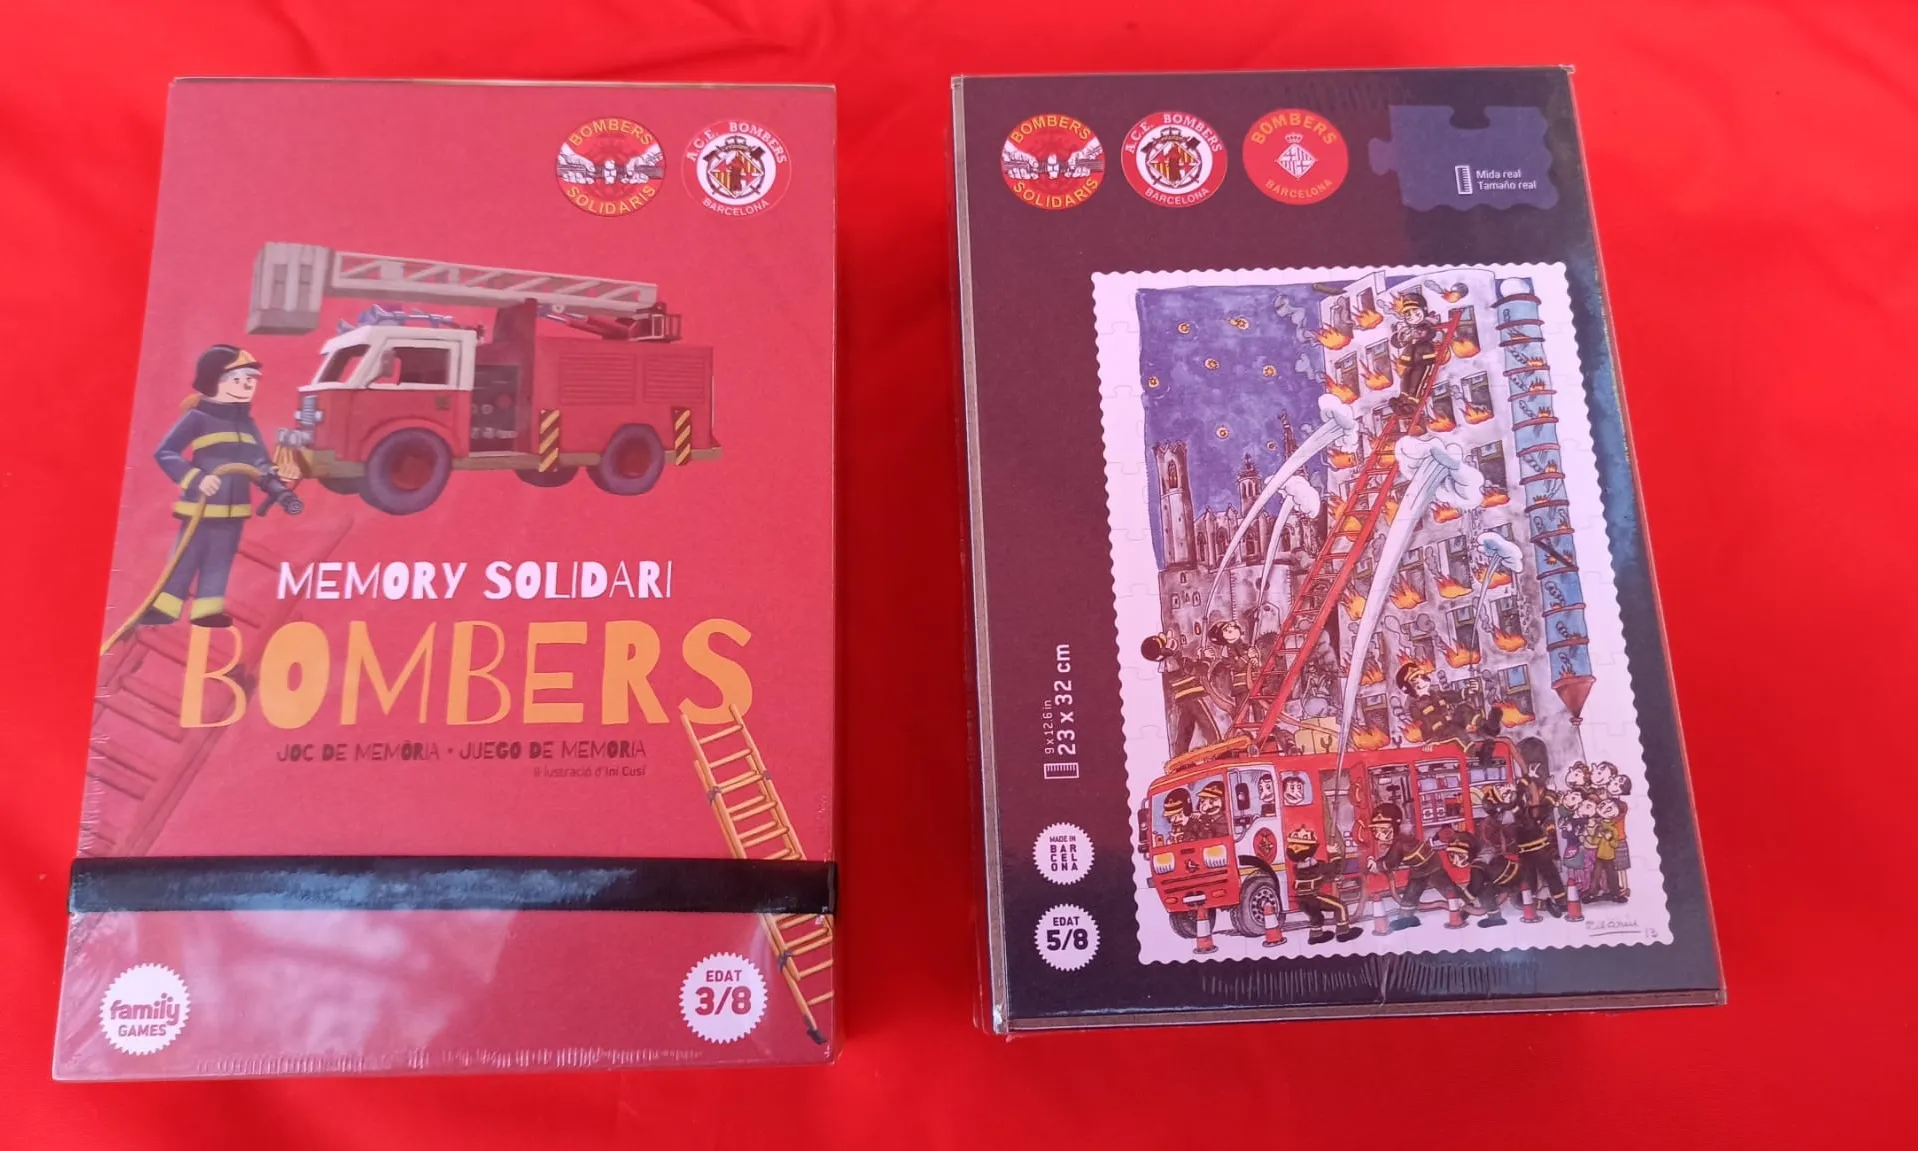 BOMBERS
SOLIDARIS
A.C.E. BOMBERS
BARCELONA
MEMORY SOLIDARI
BOMBERS
JOC DE MEMÒRIA • JUEGO DE MEMORIA
Il·lustració d'Ini Cusí
family
GAMES
EDAT
3/8
BOMBERS
SOLIDARIS
A.C.E. BOMBERS
BARCELONA
BOMBERS
BARCELONA
Mida real
Tamaño real
9 x 12.6 in
23 x 32 cm
MADE IN
BAR
CEL
ONA
EDAT
5/8
13